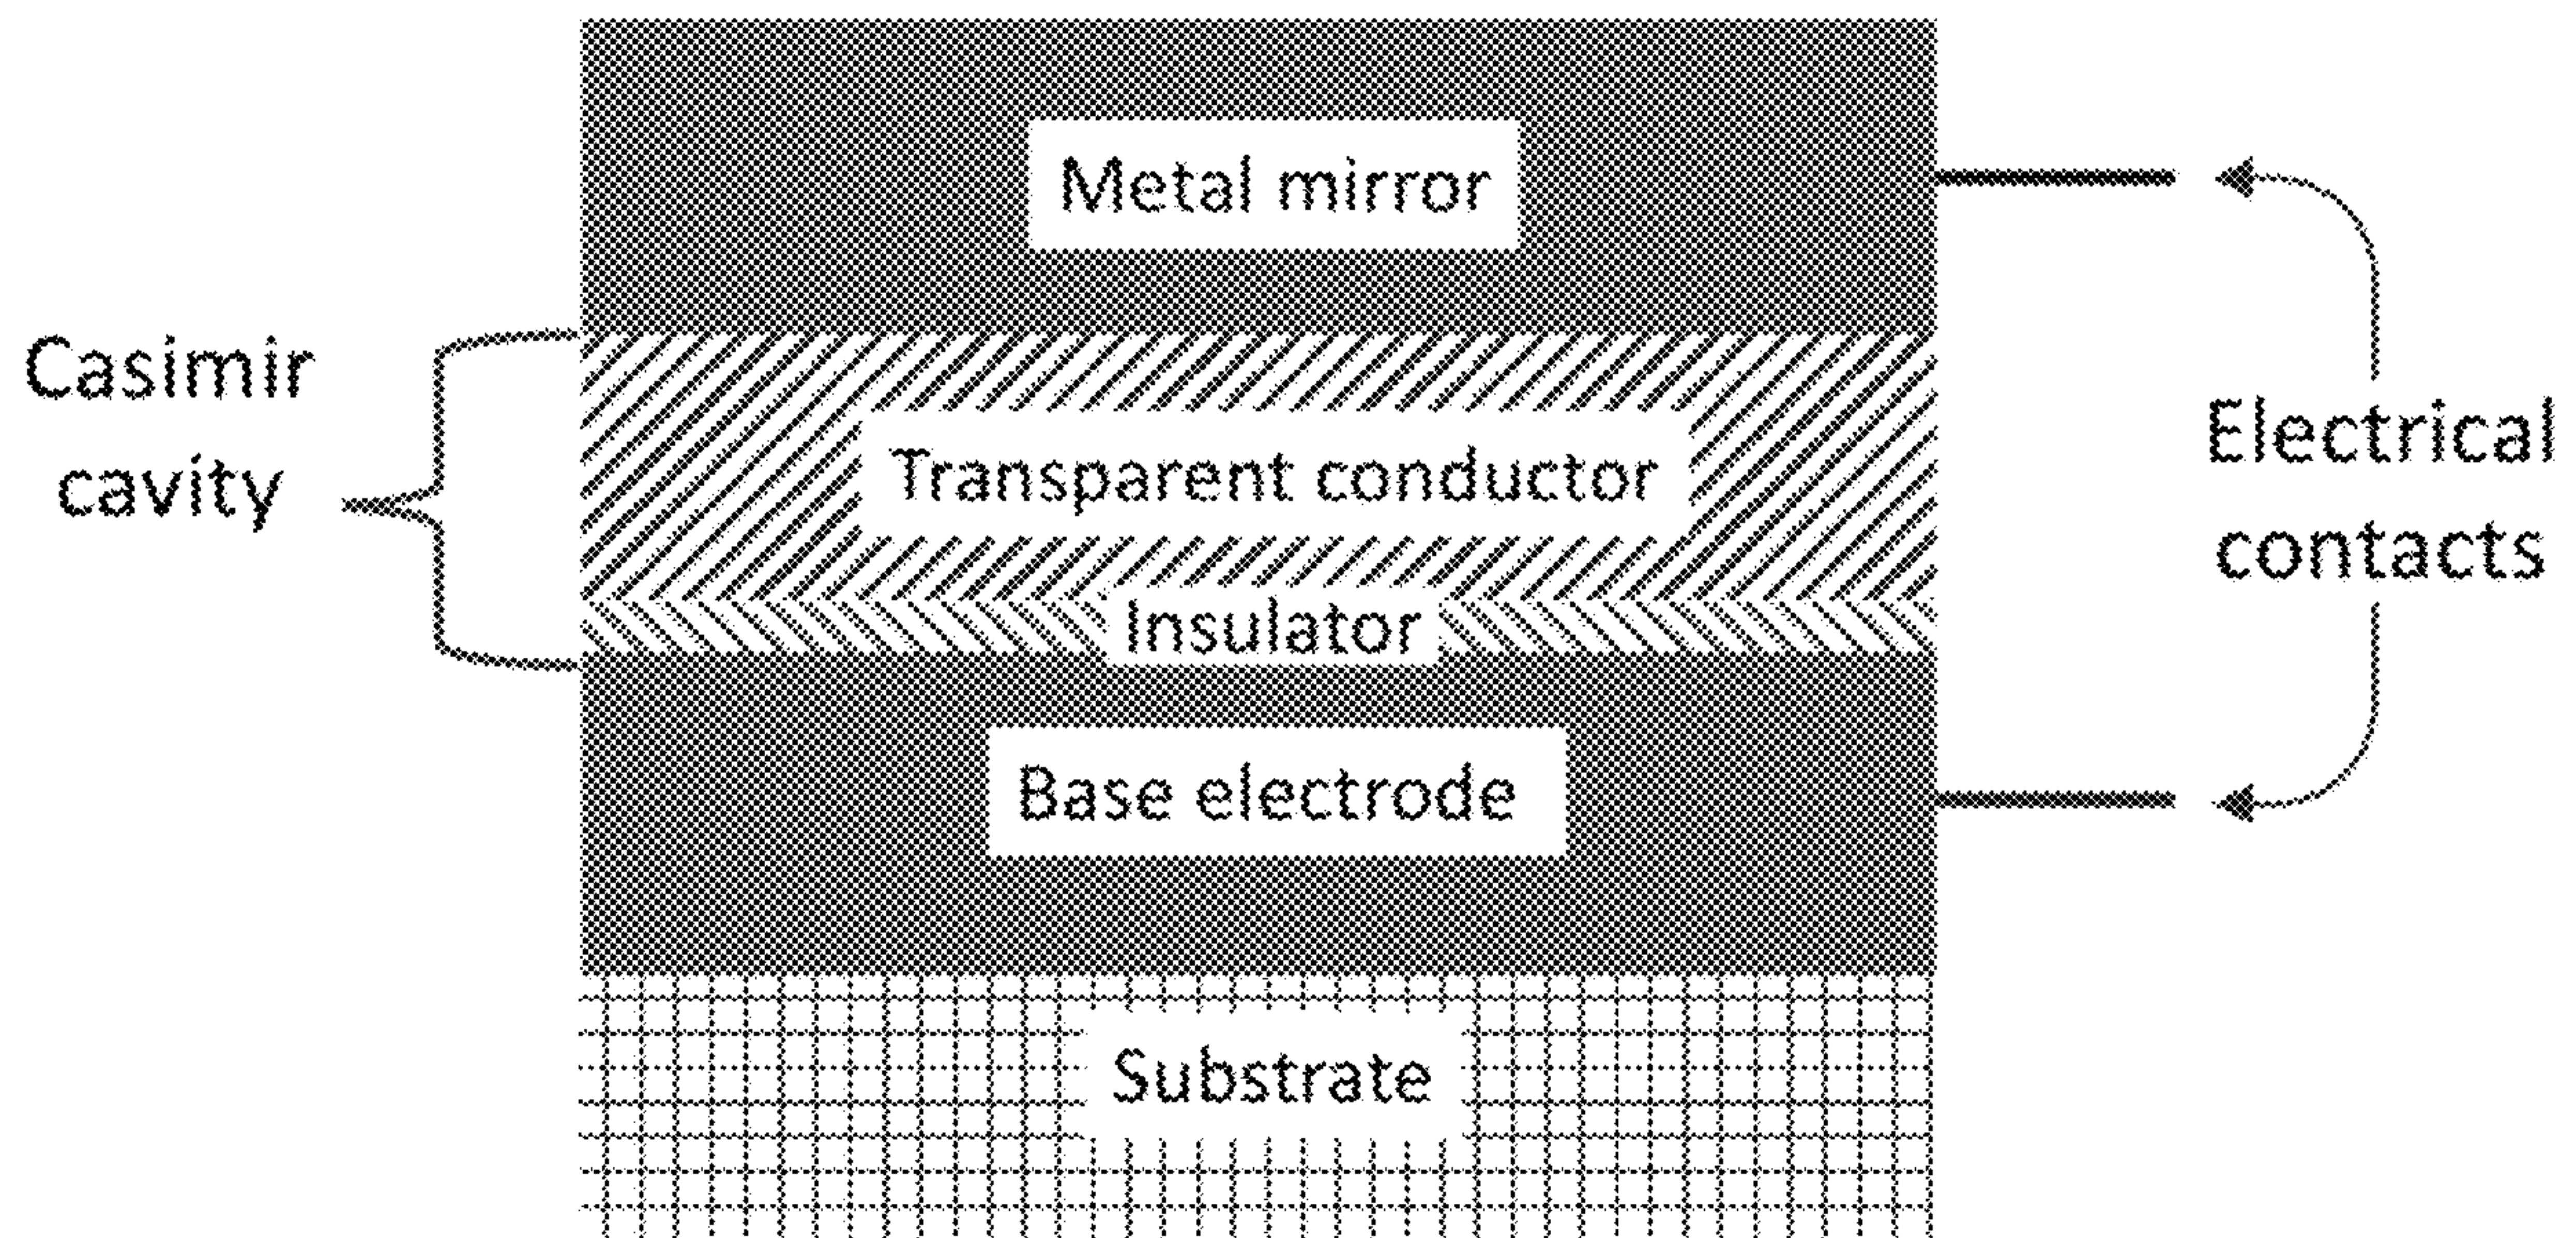 Metal mirror
Casimir
cavity
Transparent conductor
Insulator
Base electrode
Substrate
Electrical
contacts